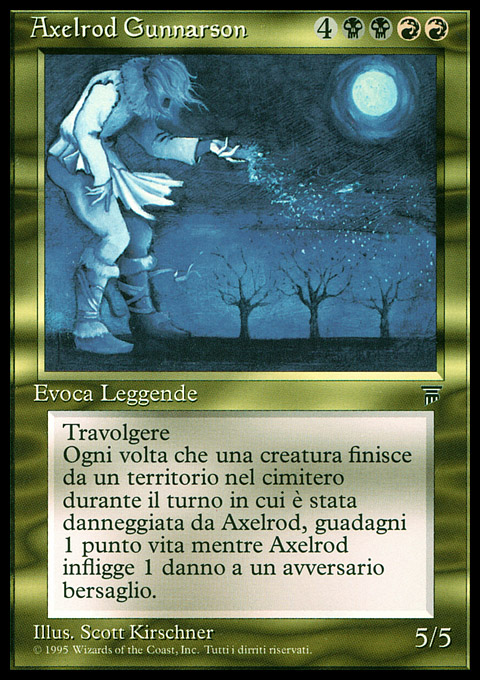 Axelrod Gunnarson 4
Evoca Leggende
Travolgere
Ogni volta che una creatura finisce
da un territorio nel cimitero
durante il turno in cui è stata
danneggiata da Axelrod, guadagni
1 punto vita mentre Axelrod
infligge 1 danno a un avversario
bersaglio.
Illus. Scott Kirschner
5/5
© 1995 Wizards of the Coast, Inc. Tutti i dirriti riservati.